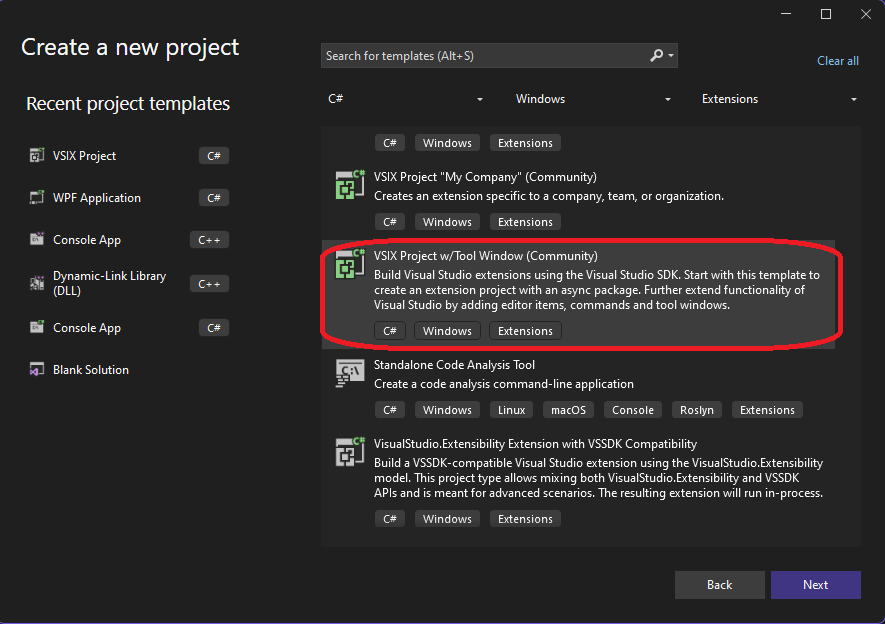 Create a new project
Search for templates (Alt+S)
Clear all
Recent project templates
C#
Windows
Extensions
VSIX Project
C#
WPF Application
C#
Console App
C++
Dynamic-Link Library
(DLL)
C++
Console App
C#
Blank Solution
C# Windows Extensions
C#
VSIX Project "My Company" (Community)
Creates an extension specific to a company, team, or organization.
C# Windows Extensions
C#
VSIX Project w/Tool Window (Community)
Build Visual Studio extensions using the Visual Studio SDK. Start with this template to
create an extension project with an async package. Further extend functionality of
Visual Studio by adding editor items, commands and tool windows.
C# Windows Extensions
C:\
Standalone Code Analysis Tool
Create a code analysis command-line application
C# Windows Linux macOS Console Roslyn Extensions
C#
VisualStudio.Extensibility Extension with VSSDK Compatibility
Build a VSSDK-compatible Visual Studio extension using the VisualStudio.Extensibility
model. This project type allows mixing both VisualStudio.Extensibility and VSSDK
APIs and is meant for advanced scenarios. The resulting extension will run in-process.
C# Windows Extensions
Back
Next